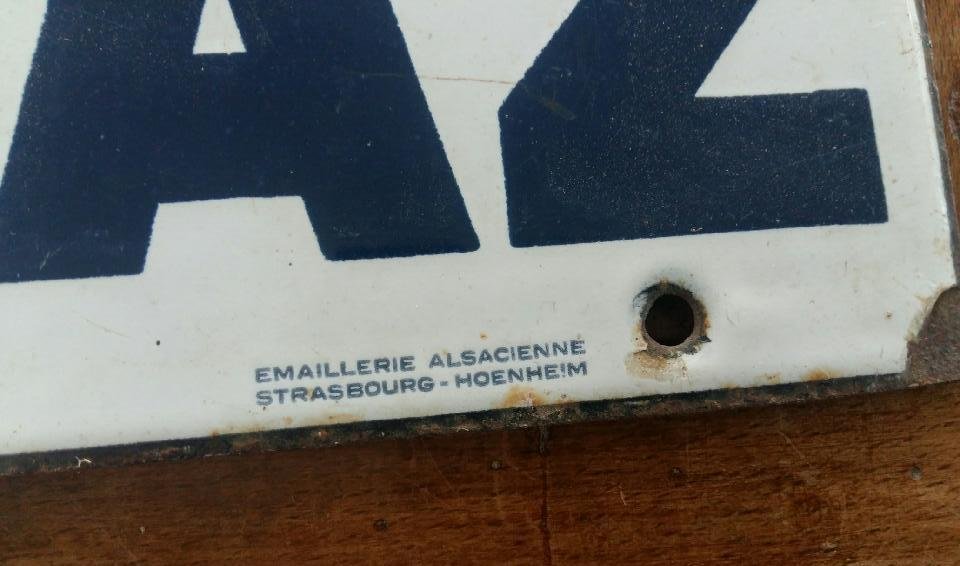 AZ
EMAILLERIE ALSACIENNE
STRASBOURG - HOENHEIM